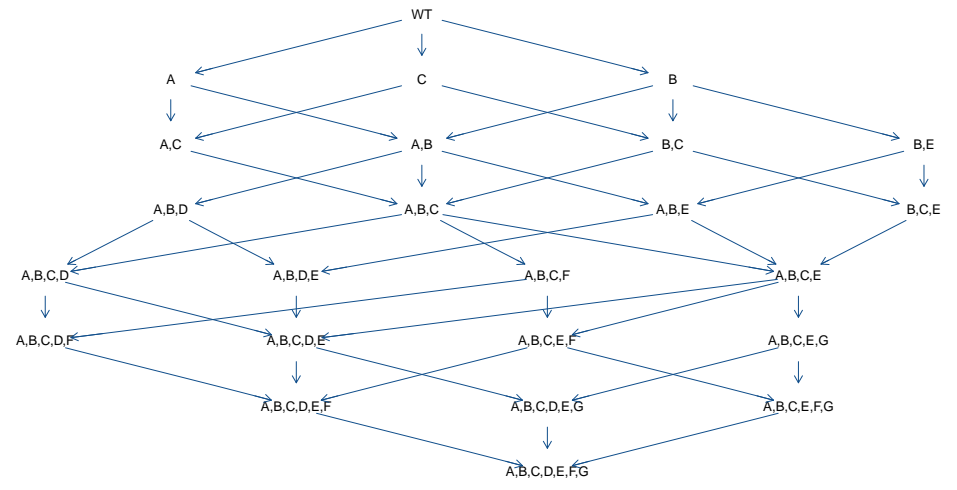 WT
A C B
A,C A,B B,C B,E
A,B,D A,B,C A,B,E B,C,E
A,B,C,D A,B,D,E A,B,C,F A,B,C,E
A,B,C,D,F A,B,C,D,E A,B,C,E,F A,B,C,E,G
A,B,C,D,E,F A,B,C,D,E,G A,B,C,E,F,G
A,B,C,D,E,F,G